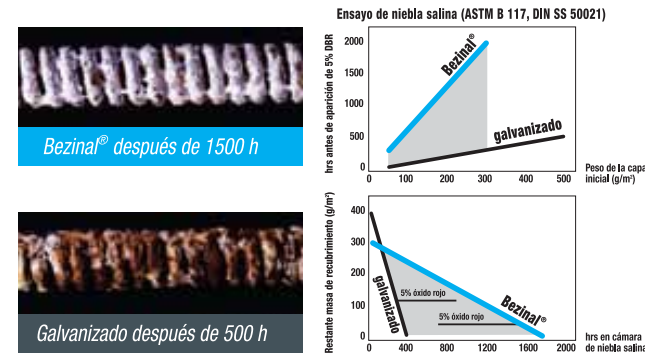 Ensayo de niebla salina (ASTM B 117, DIN SS 50021)
Bezinal® después de 1500 h
hrs antes de aparición de 5% DBR
2000
1500
1000
500
0
Bezinal®
galvanizado
0 100 200 300 400 500
Peso de la capa
inicial (g/m²)
Galvanizado después de 500 h
Restante masa de recubrimiento (g/m²)
400
300
200
100
0
galvanizado
5% óxido rojo
5% óxido rojo
Bezinal®
0 400 800 1200 1600 2000
hrs en cámara
de niebla salina